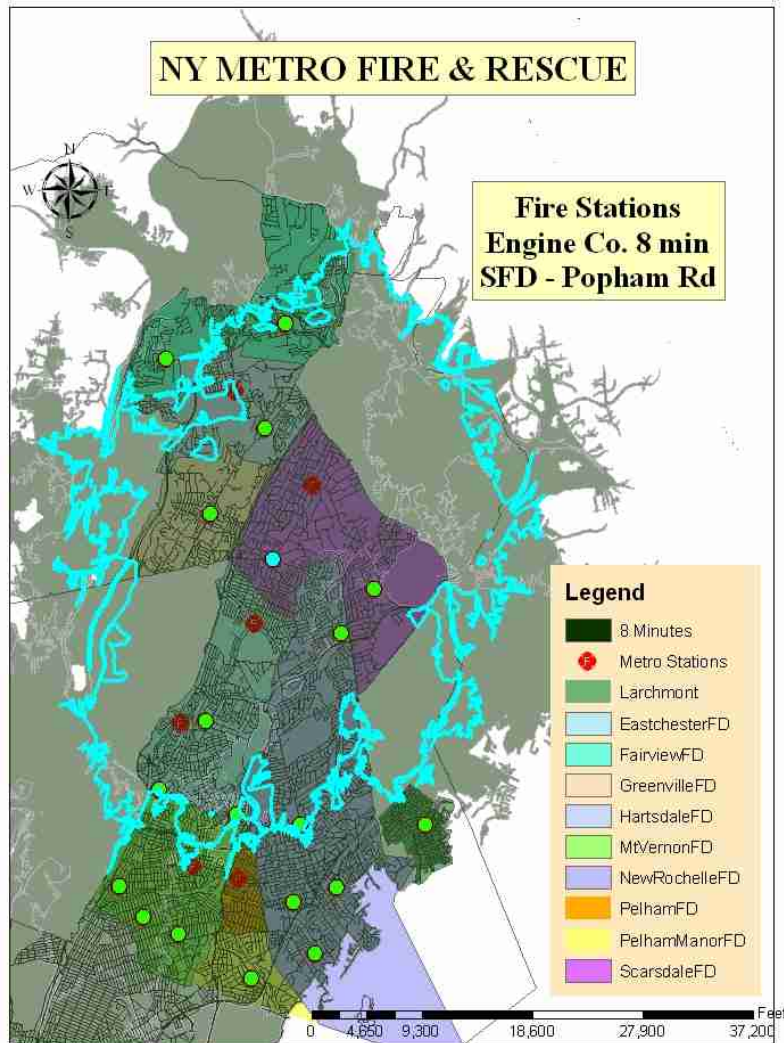 NY METRO FIRE & RESCUE
N
W
S
Fire Stations
Engine Co. 8 min
SFD - Popham Rd
Legend
8 Minutes
F Metro Stations
Larchmont
EastchesterFD
FairviewFD
GreenvilleFD
HartsdaleFD
MtVernonFD
NewRochelleFD
PelhamFD
PelhamManorFD
ScarsdaleFD
Feet
0 4,650 9,300 18,600 27,900 37,200